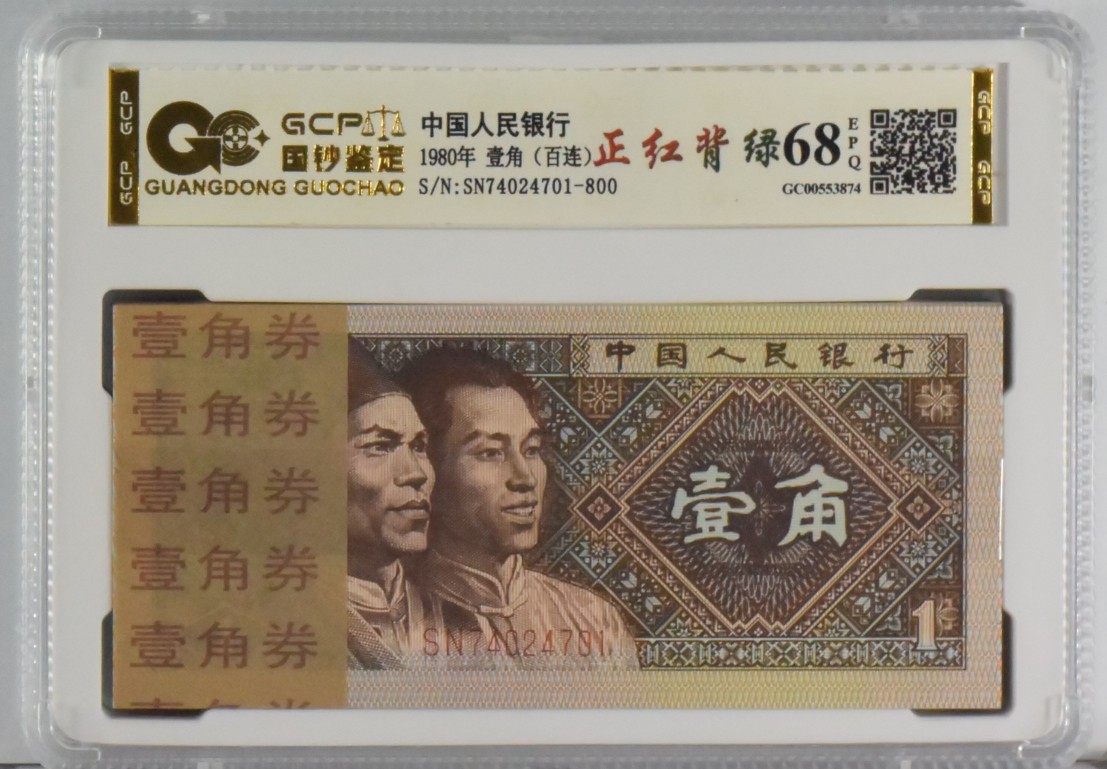 GCP
GCP
GCP
国钞鉴定
GUANGDONG GUOCHAO
中国人民银行
1980年 壹角（百连）
S/N:SN74024701-800
正红背绿
68
EPQ
GC00553874
GCP
GCP
壹角券
壹角券
壹角券
壹角券
壹角券
中国人民银行
壹角
SN74024701
1